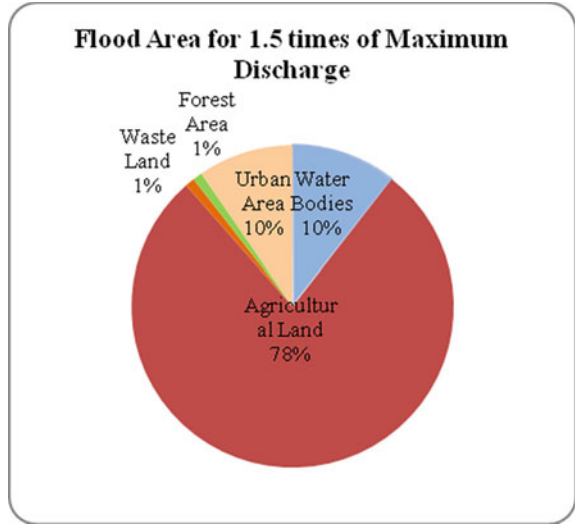 Flood Area for 1.5 times of Maximum
Discharge
Forest
Area
1%
Waste
Land
1%
Urban
Area
10%
Water
Bodies
10%
Agricultur
al Land
78%